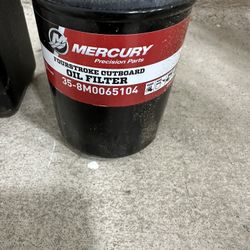 MERCURY
Precision Parts
FOURSTROKE OUTBOARD
OIL FILTER
35-8M0065104